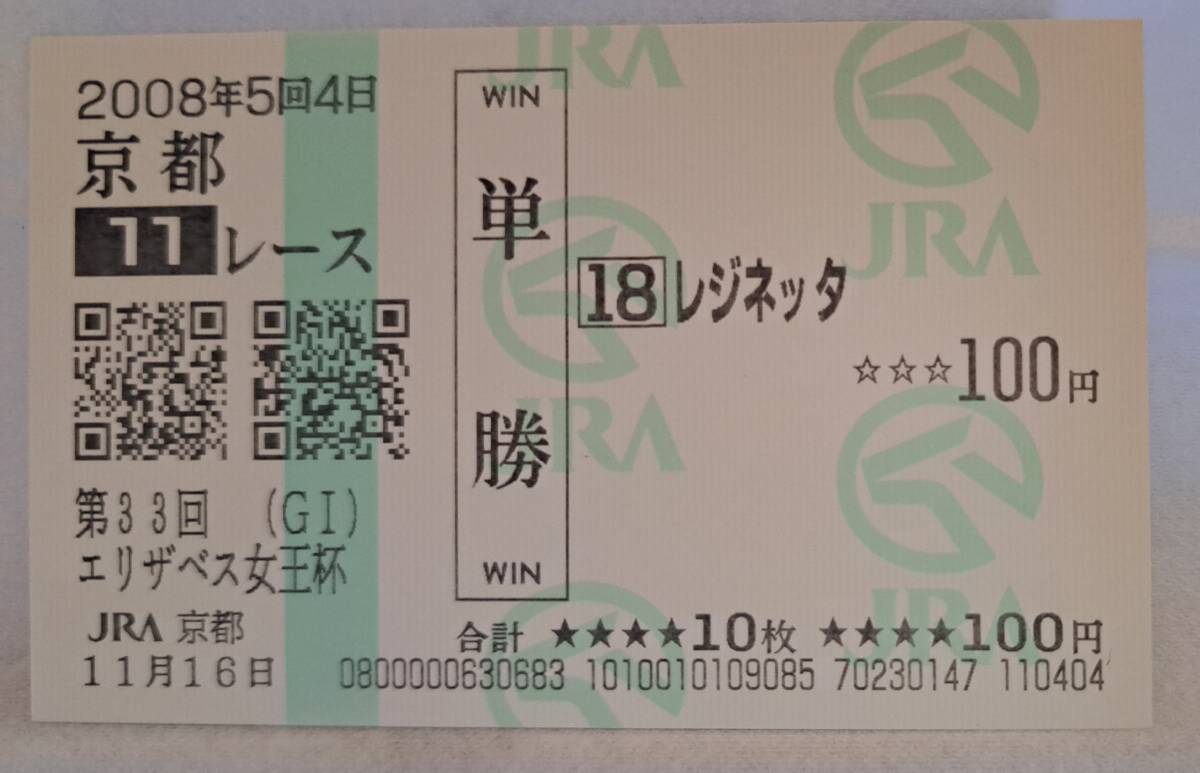 2008年5回4日
京都
11レース
第33回 (GI)
エリザベス女王杯
JRA 京都
11月16日
WIN
単勝
WIN
18レジネッタ
☆☆☆100円
合計 ★★★★10枚 ★★★★100円
0800000630683 1010010109085 70230147 110404
JRA
JRA
JRA
JRA